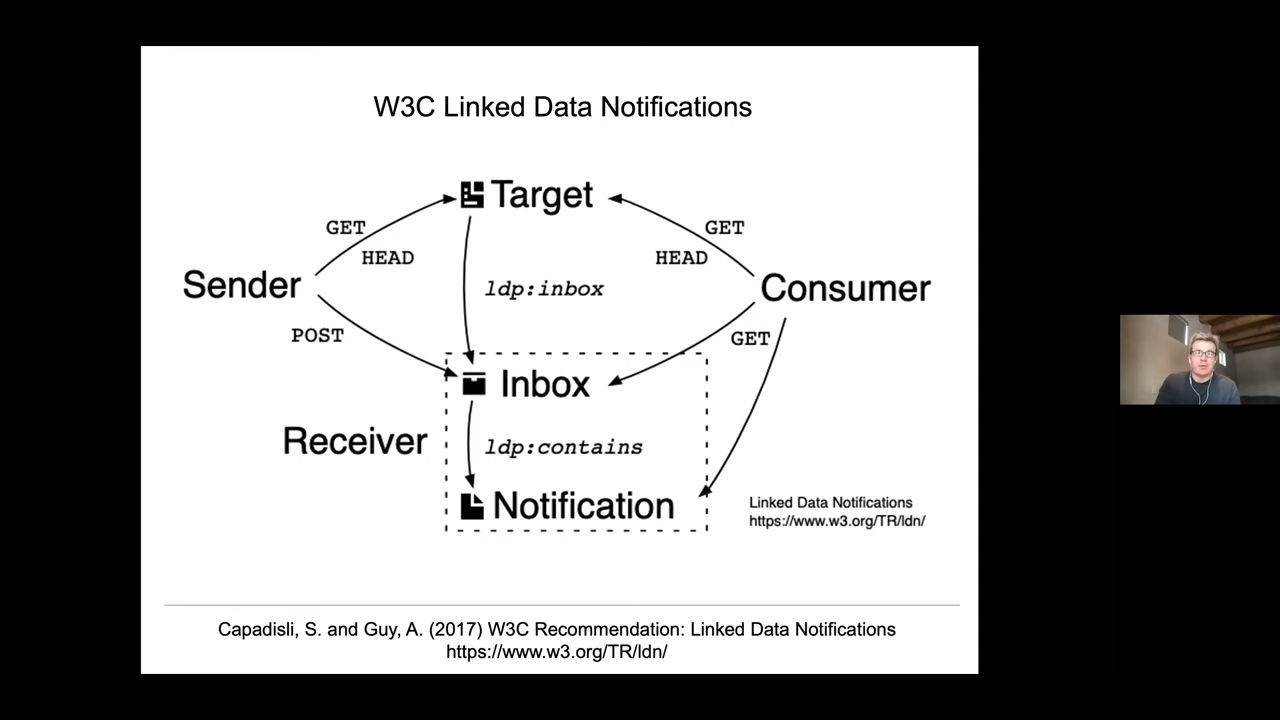 W3C Linked Data Notifications
Target
GET
GET
HEAD
HEAD
Sender
ldp:inbox
Consumer
POST
GET
Inbox
Receiver
ldp:contains
Notification
Linked Data Notifications
https://www.w3.org/TR/ldn/
Capadisli, S. and Guy, A. (2017) W3C Recommendation: Linked Data Notifications
https://www.w3.org/TR/ldn/